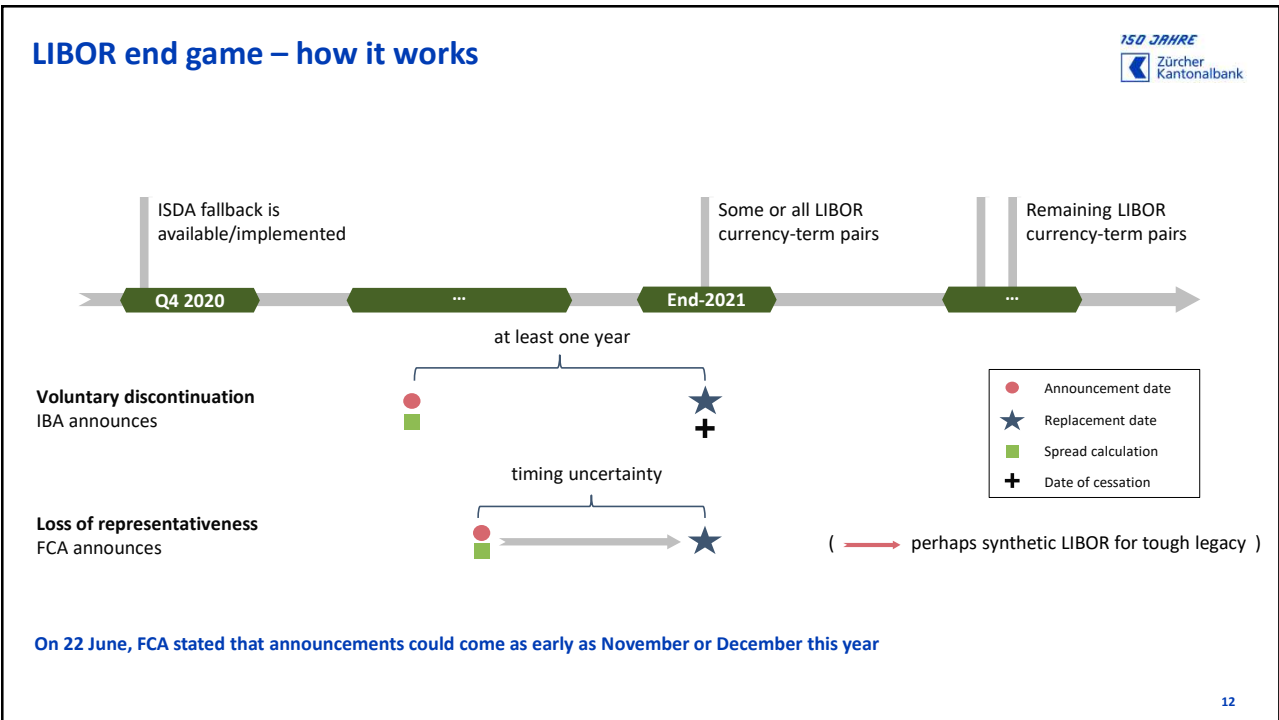 LIBOR end game – how it works
150 JAHRE
Zürcher
Kantonalbank
ISDA fallback is
available/implemented
Some or all LIBOR
currency-term pairs
Remaining LIBOR
currency-term pairs
Q4 2020
...
End-2021
...
at least one year
Voluntary discontinuation
IBA announces
Announcement date
Replacement date
Spread calculation
Date of cessation
timing uncertainty
Loss of representativeness
FCA announces
( perhaps synthetic LIBOR for tough legacy )
On 22 June, FCA stated that announcements could come as early as November or December this year
12